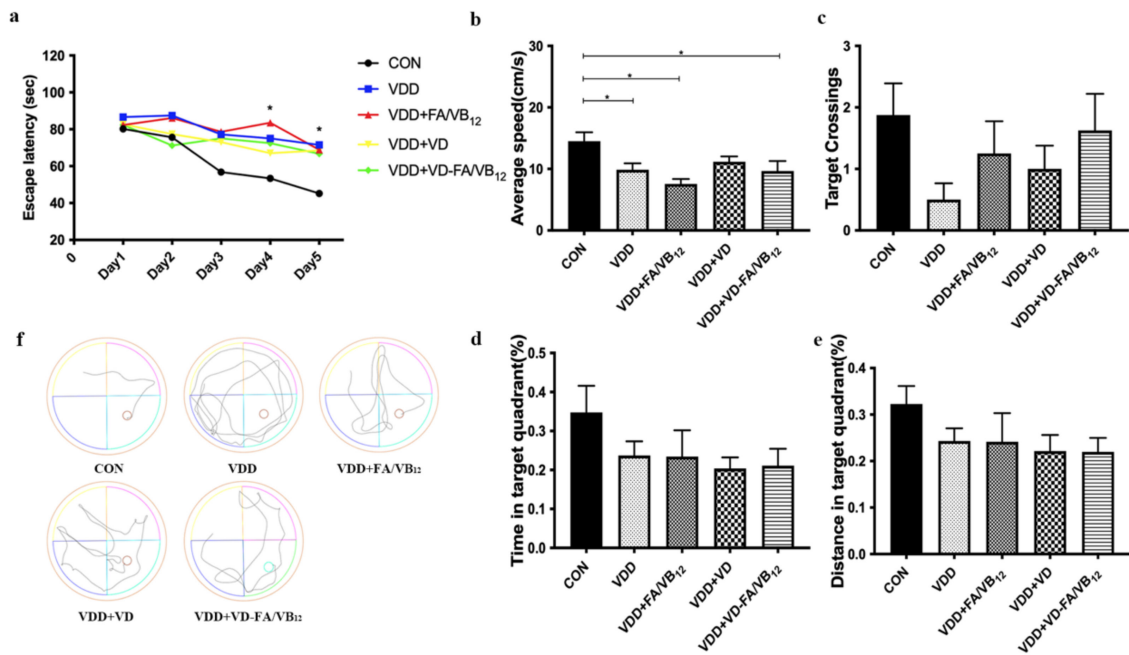 a
Escape latency (sec)
120
100
80
60
40
20
0
Day1
Day2
Day3
Day4
Day5
*
*
CON
VDD
VDD+FA/VB₁₂
VDD+VD
VDD+VD-FA/VB₁₂
b
Average speed(cm/s)
30
20
10
0
*
*
*
CON
VDD
VDD+FA/VB₁₂
VDD+VD
VDD+VD-FA/VB₁₂
c
Target Crossings
3
2
1
0
CON
VDD
VDD+FA/VB₁₂
VDD+VD
VDD+VD-FA/VB₁₂
f
CON
VDD
VDD+FA/VB₁₂
VDD+VD
VDD+VD-FA/VB₁₂
d
Time in target quadrant(%)
0.5
0.4
0.3
0.2
0.1
0.0
CON
VDD
VDD+FA/VB₁₂
VDD+VD
VDD+VD-FA/VB₁₂
e
Distance in target quadrant(%)
0.4
0.3
0.2
0.1
0.0
CON
VDD
VDD+FA/VB₁₂
VDD+VD
VDD+VD-FA/VB₁₂